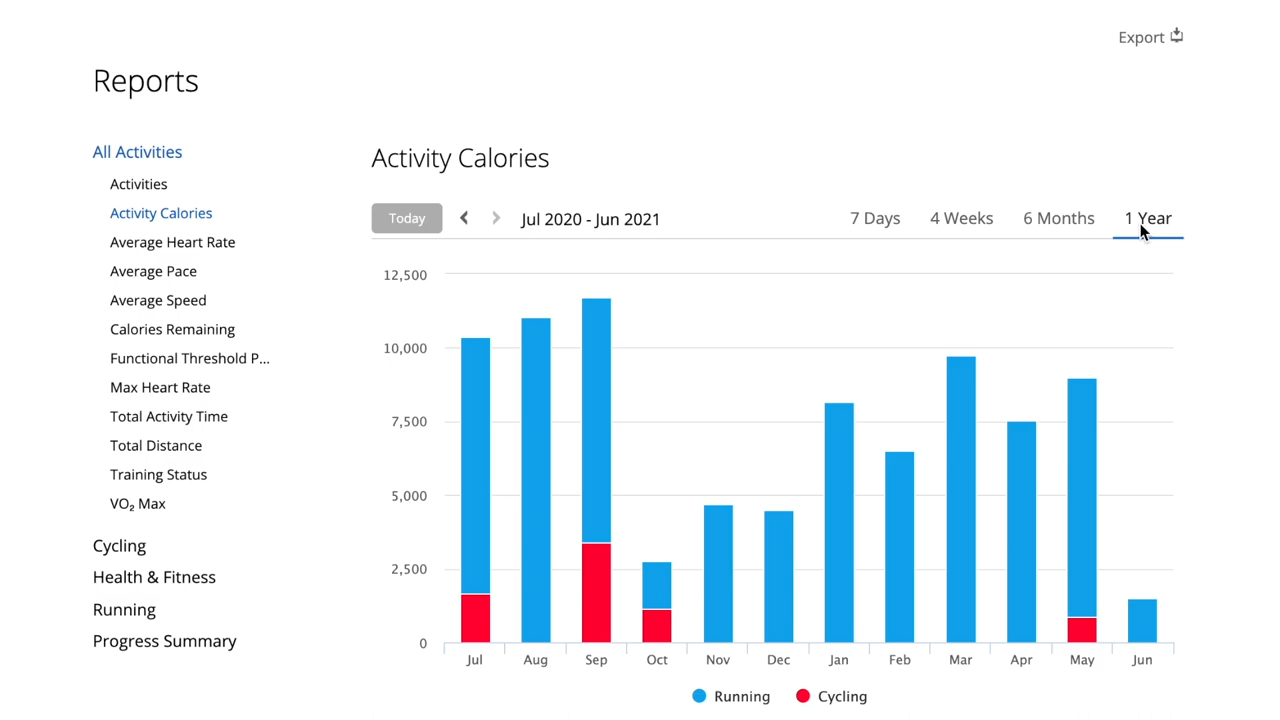 Export
Reports
All Activities
Activities
Activity Calories
Average Heart Rate
Average Pace
Average Speed
Calories Remaining
Functional Threshold P...
Max Heart Rate
Total Activity Time
Total Distance
Training Status
VO₂ Max
Cycling
Health & Fitness
Running
Progress Summary
Activity Calories
Today
Jul 2020 - Jun 2021
7 Days 4 Weeks 6 Months 1 Year
12,500
10,000
7,500
5,000
2,500
0
Jul Aug Sep Oct Nov Dec Jan Feb Mar Apr May Jun
Running Cycling